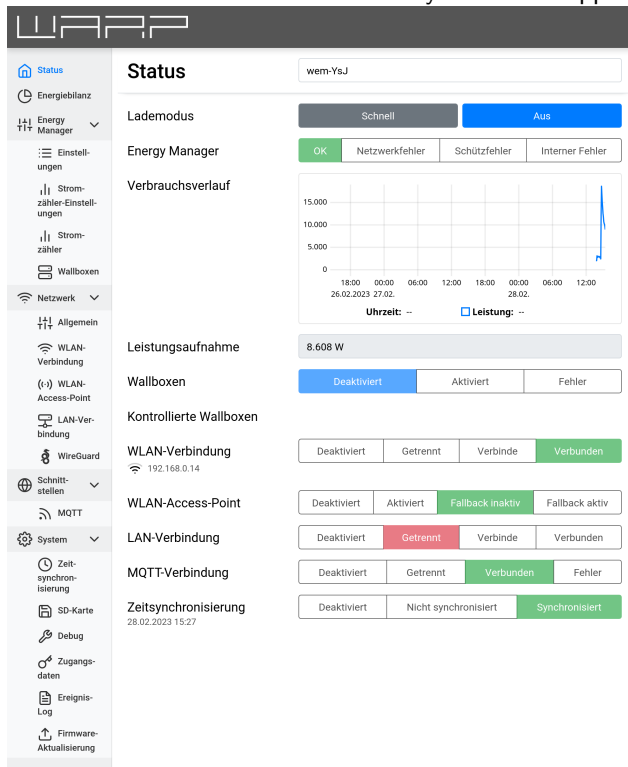 WARP
Status
Energiebilanz
Energy
Manager
Einstell-
ungen
Strom-
zähler-Einstell-
ungen
Strom-
zähler
Wallboxen
Netzwerk
Allgemein
WLAN-
Verbindung
WLAN-
Access-Point
LAN-Ver-
bindung
WireGuard
Schnitt-
stellen
MQTT
System
Zeit-
synchron-
isierung
SD-Karte
Debug
Zugangs-
daten
Ereignis-
Log
Firmware-
Aktualisierung
Status
wem-YsJ
Lademodus
Schnell Aus
Energy Manager
OK Netzwerkfehler Schützfehler Interner Fehler
Verbrauchsverlauf
15.000
10.000
5.000
0
18:00 00:00 06:00 12:00 18:00 00:00 06:00 12:00
26.02.2023 27.02. 28.02.
Uhrzeit: -- Leistung: --
Leistungsaufnahme
8.608 W
Wallboxen
Deaktiviert Aktiviert Fehler
Kontrollierte Wallboxen
WLAN-Verbindung
192.168.0.14
Deaktiviert Getrennt Verbinde Verbunden
WLAN-Access-Point
Deaktiviert Aktiviert Fallback inaktiv Fallback aktiv
LAN-Verbindung
Deaktiviert Getrennt Verbinde Verbunden
MQTT-Verbindung
Deaktiviert Getrennt Verbunden Fehler
Zeitsynchronisierung
28.02.2023 15:27
Deaktiviert Nicht synchronisiert Synchronisiert